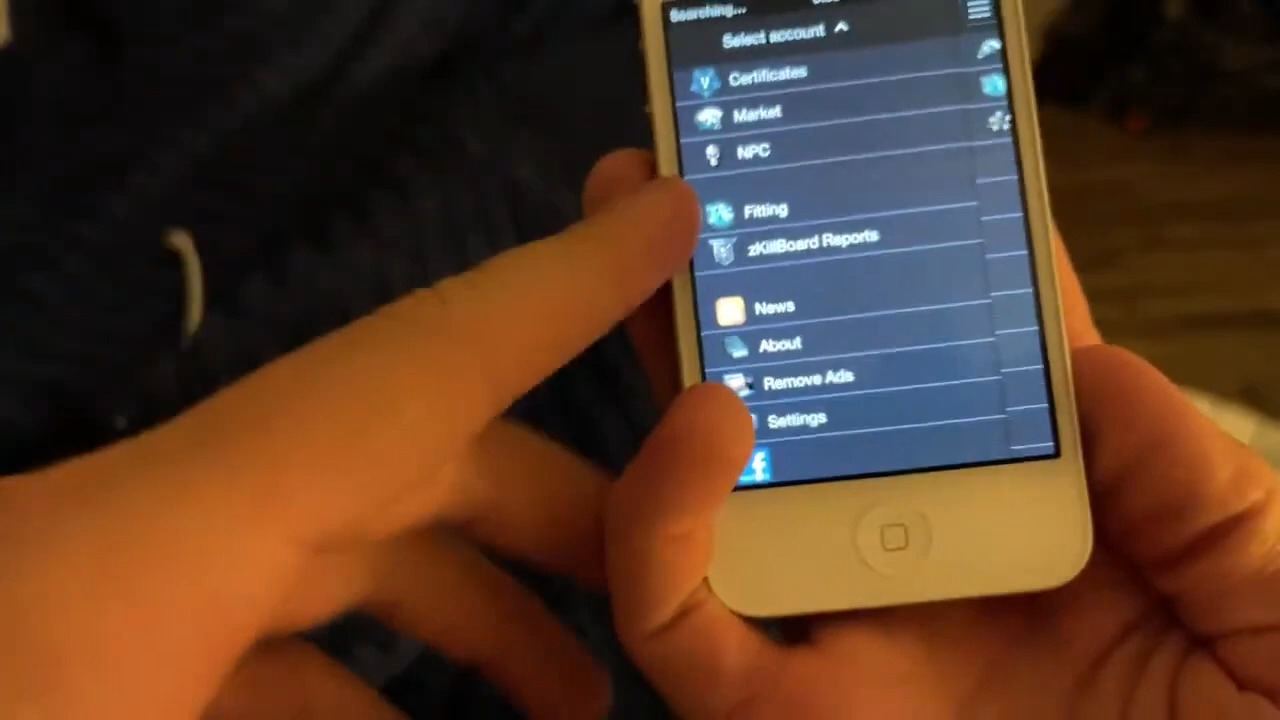 Searching...
Select account
Certificates
Market
NPC
Fitting
zKillBoard Reports
News
About
Remove Ads
Settings
f